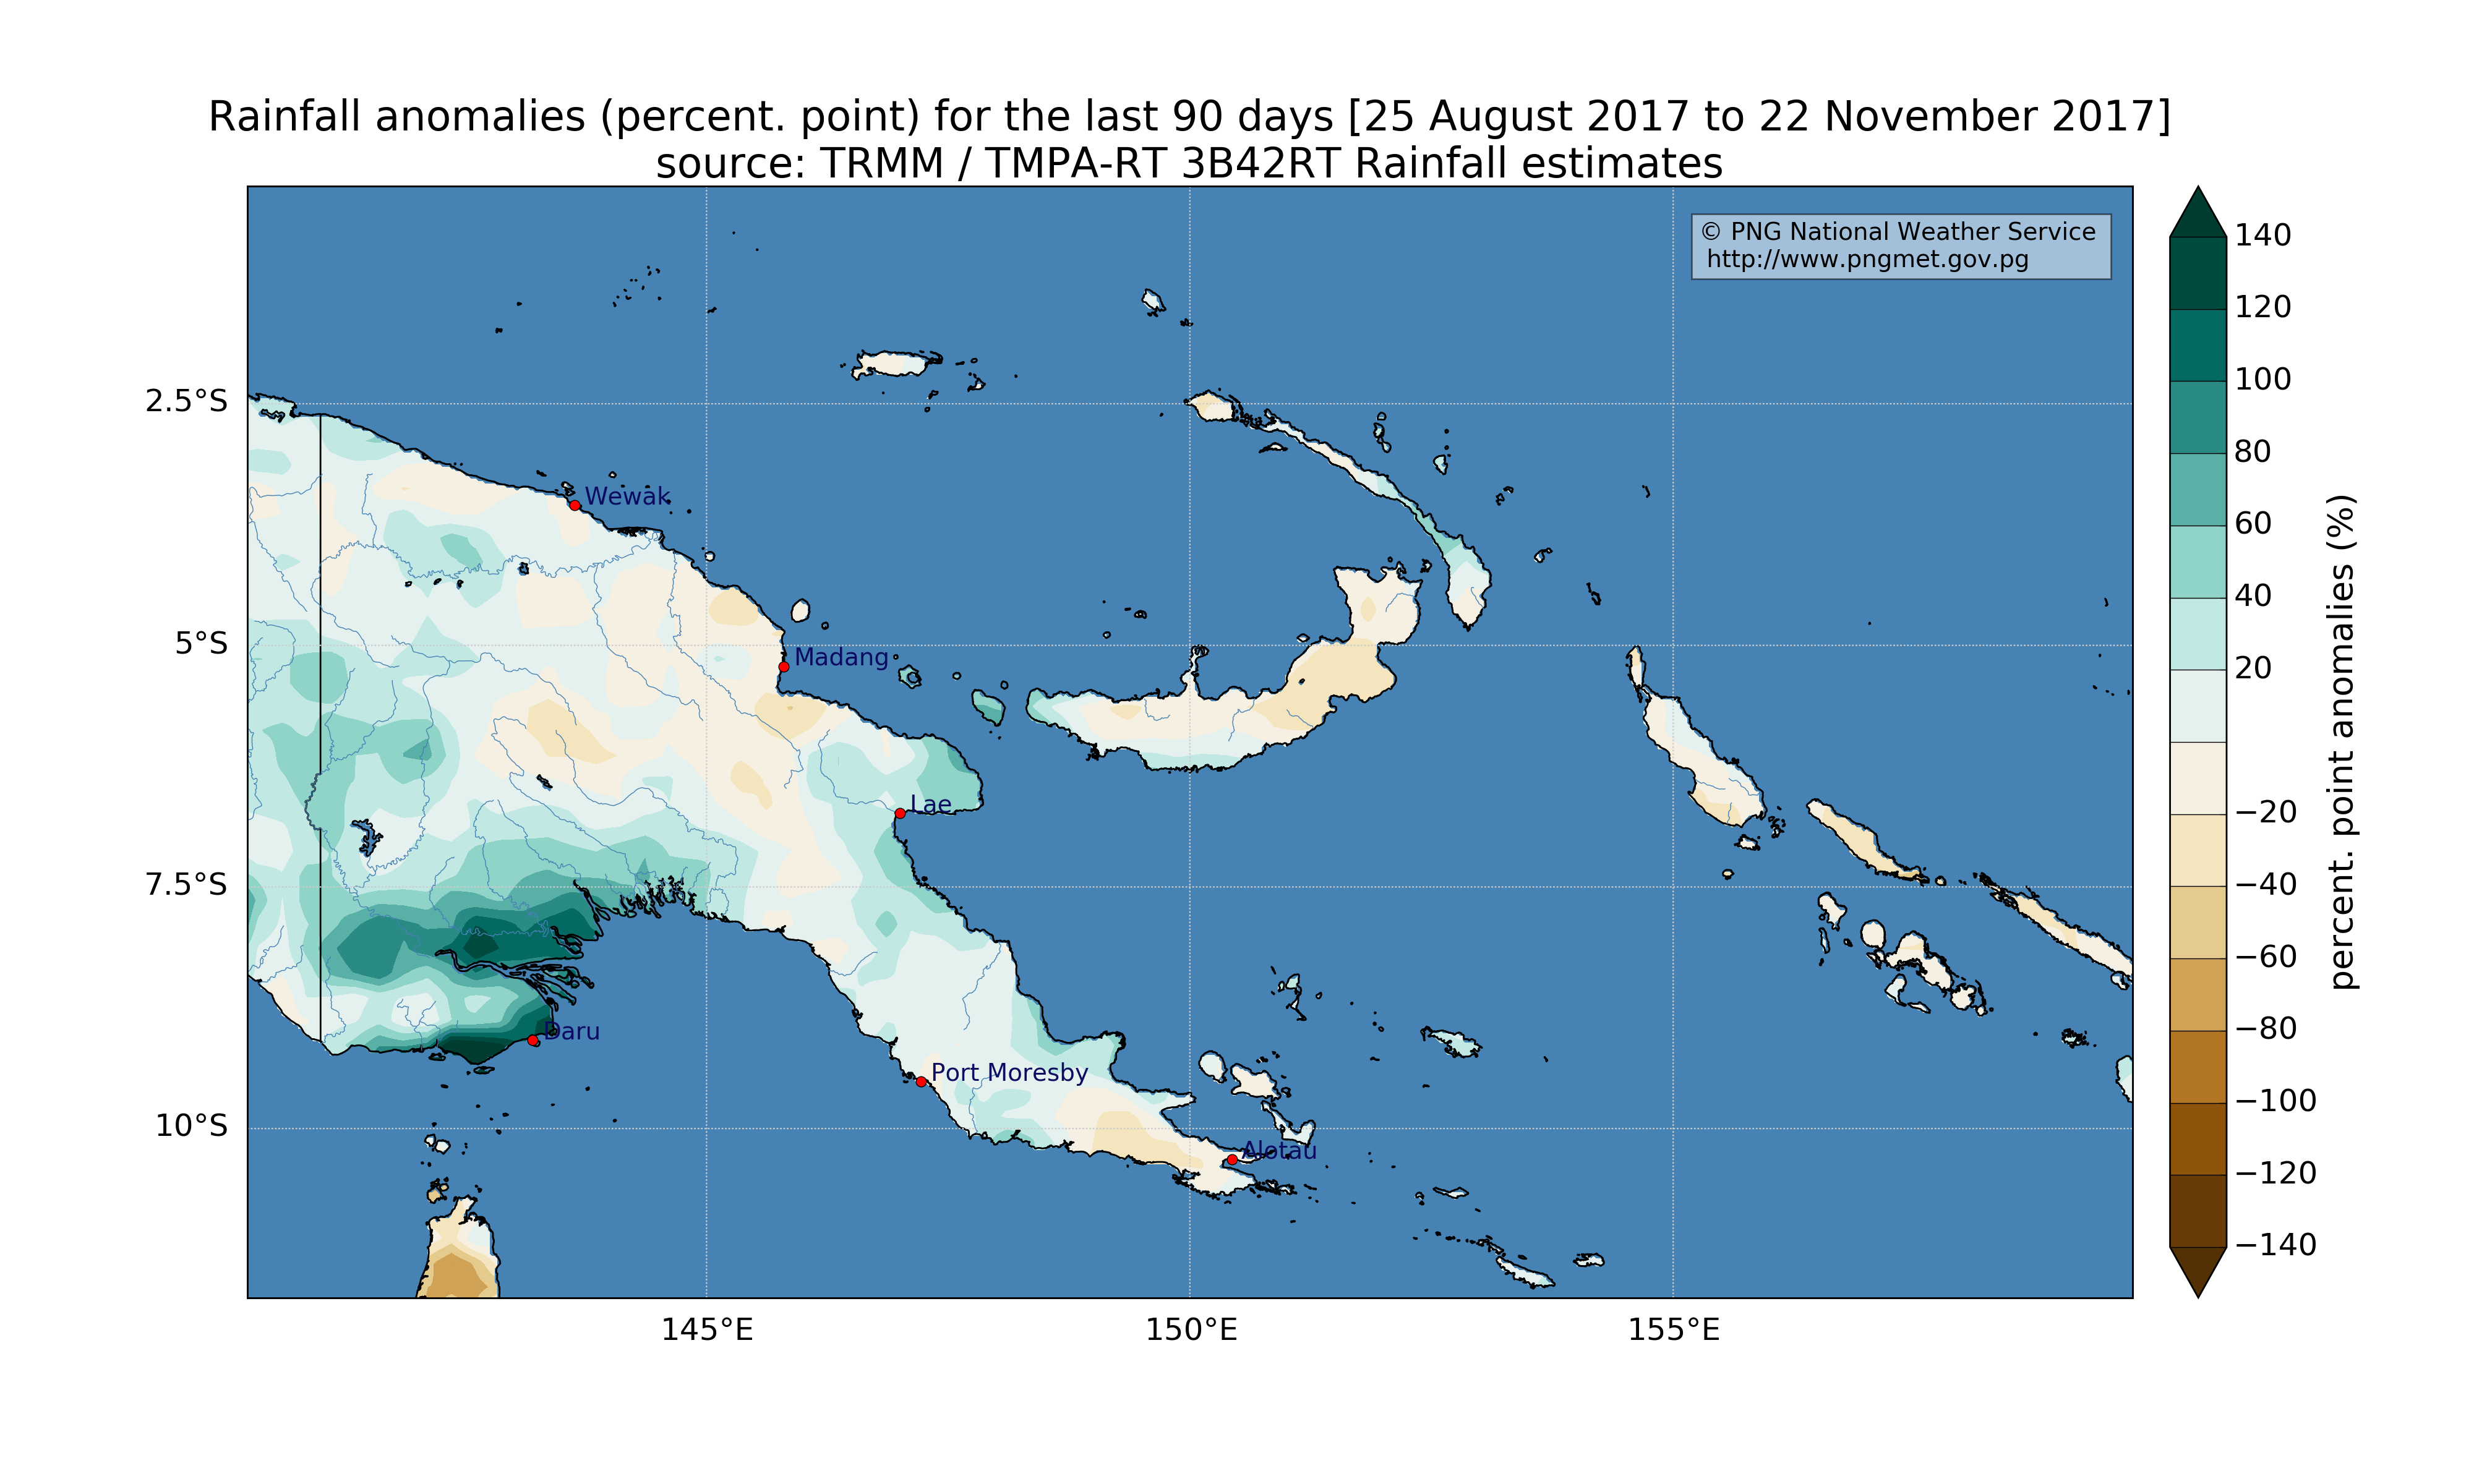 Rainfall anomalies (percent. point) for the last 90 days [25 August 2017 to 22 November 2017]
source: TRMM / TMPA-RT 3B42RT Rainfall estimates
© PNG National Weather Service
http://www.pngmet.gov.pg
2.5°S
5°S
7.5°S
10°S
Wewak
Madang
Lae
Daru
Port Moresby
Alotau
145°E
150°E
155°E
140
120
100
80
60
40
20
−20
−40
−60
−80
−100
−120
−140
percent. point anomalies (%)